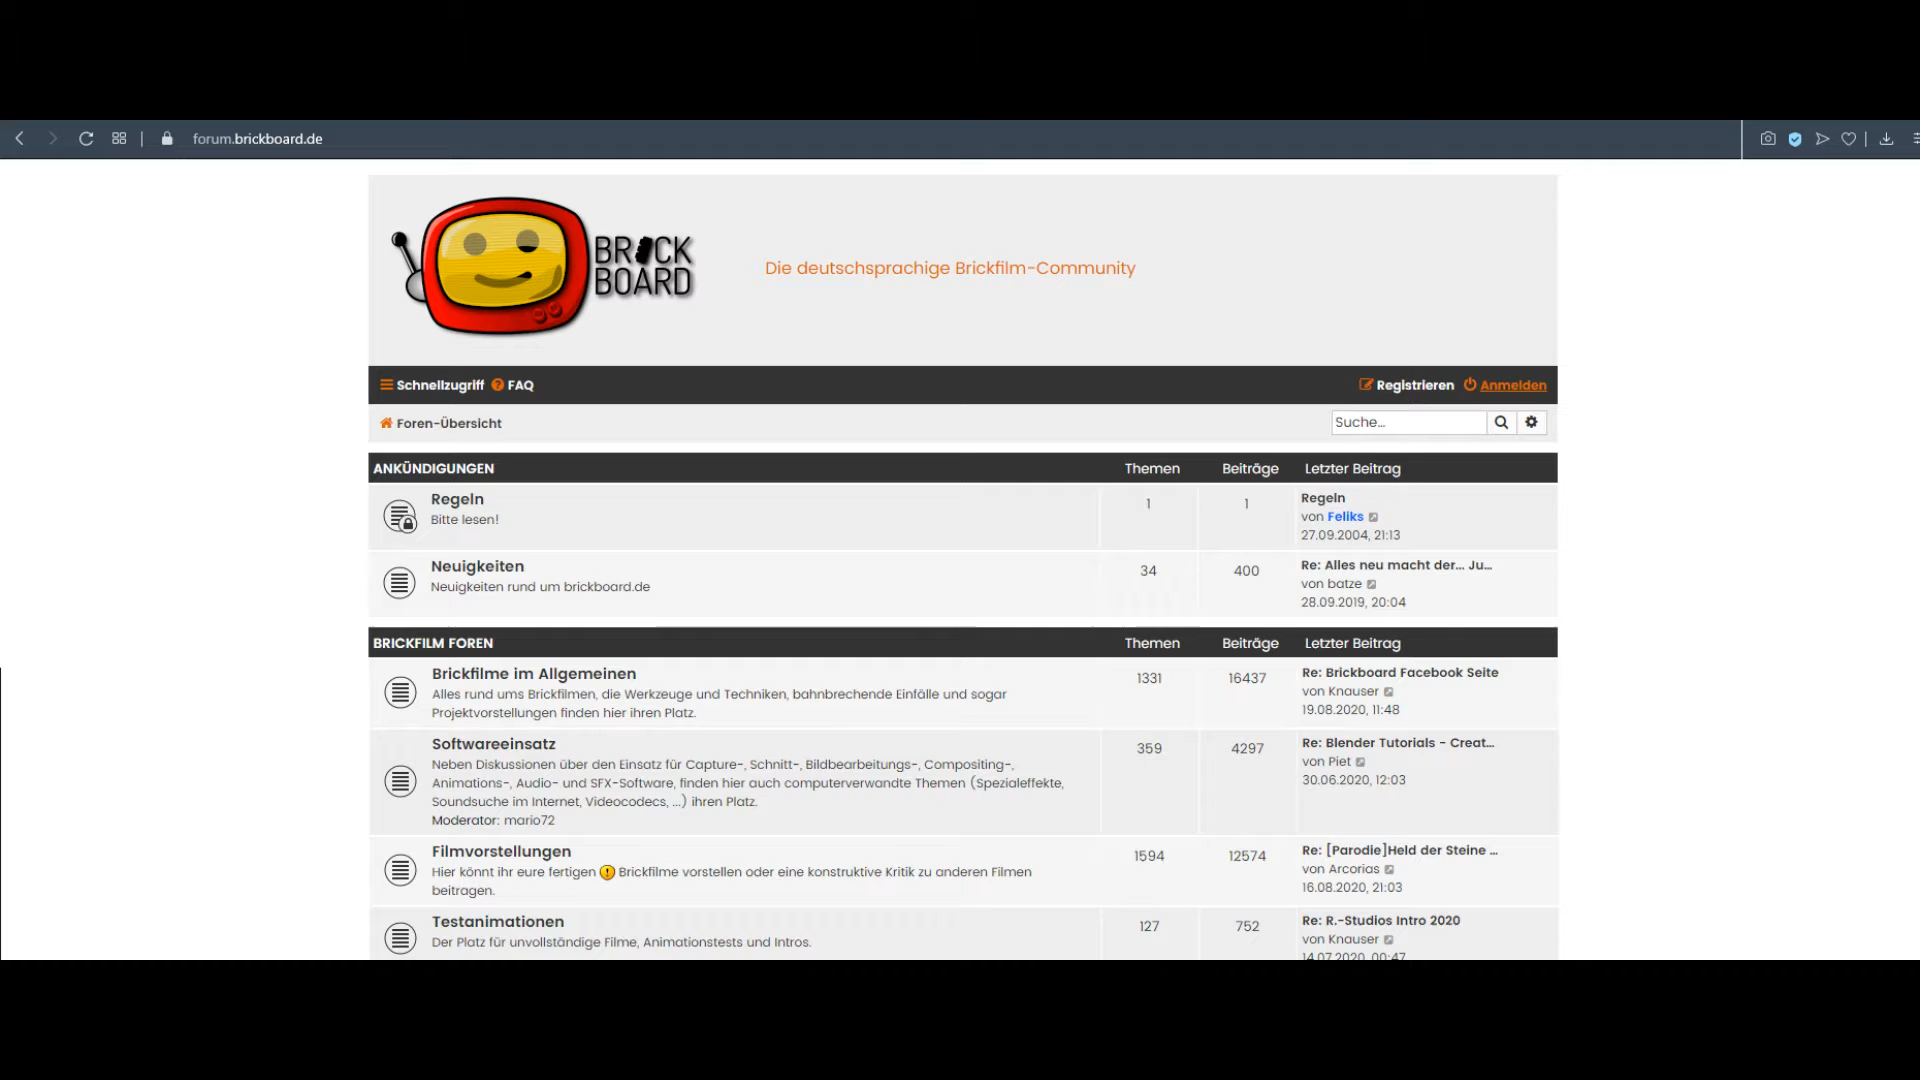 forum.brickboard.de
BRICK
BOARD
Die deutschsprachige Brickfilm-Community
Schnellzugriff FAQ
Registrieren Anmelden
Foren-Übersicht
Suche...
ANKÜNDIGUNGEN Themen Beiträge Letzter Beitrag
Regeln
Bitte lesen!
1 1
Regeln
von Feliks
27.09.2004, 21:13
Neuigkeiten
Neuigkeiten rund um brickboard.de
34 400
Re: Alles neu macht der... Ju...
von batze
28.09.2019, 20:04
BRICKFILM FOREN Themen Beiträge Letzter Beitrag
Brickfilme im Allgemeinen
Alles rund ums Brickfilmen, die Werkzeuge und Techniken, bahnbrechende Einfälle und sogar
Projektvorstellungen finden hier ihren Platz.
1331 16437
Re: Brickboard Facebook Seite
von Knauser
19.08.2020, 11:48
Softwareeinsatz
Neben Diskussionen über den Einsatz für Capture-, Schnitt-, Bildbearbeitungs-, Compositing-,
Animations-, Audio- und SFX-Software, finden hier auch computerverwandte Themen (Spezialeffekte,
Soundsuche im Internet, Videocodecs, ...) ihren Platz.
Moderator: mario72
359 4297
Re: Blender Tutorials - Creat...
von Piet
30.06.2020, 12:03
Filmvorstellungen
Hier könnt ihr eure fertigen Brickfilme vorstellen oder eine konstruktive Kritik zu anderen Filmen
beitragen.
1594 12574
Re: [Parodie]Held der Steine ...
von Arcorias
16.08.2020, 21:03
Testanimationen
Der Platz für unvollständige Filme, Animationstests und Intros.
127 752
Re: R.-Studios Intro 2020
von Knauser
14.07.2020, 00:47